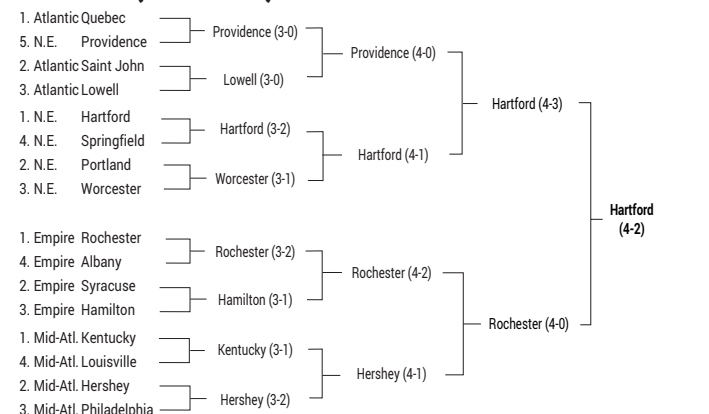 1. Atlantic Quebec
5. N.E. Providence
2. Atlantic Saint John
3. Atlantic Lowell
1. N.E. Hartford
4. N.E. Springfield
2. N.E. Portland
3. N.E. Worcester
1. Empire Rochester
4. Empire Albany
2. Empire Syracuse
3. Empire Hamilton
1. Mid-Atl. Kentucky
4. Mid-Atl. Louisville
2. Mid-Atl. Hershey
3. Mid-Atl. Philadelphia
Providence (3-0)
Lowell (3-0)
Hartford (3-2)
Worcester (3-1)
Rochester (3-2)
Hamilton (3-1)
Kentucky (3-1)
Hershey (3-2)
Providence (4-0)
Hartford (4-1)
Rochester (4-2)
Hershey (4-1)
Hartford (4-3)
Rochester (4-0)
Hartford
(4-2)